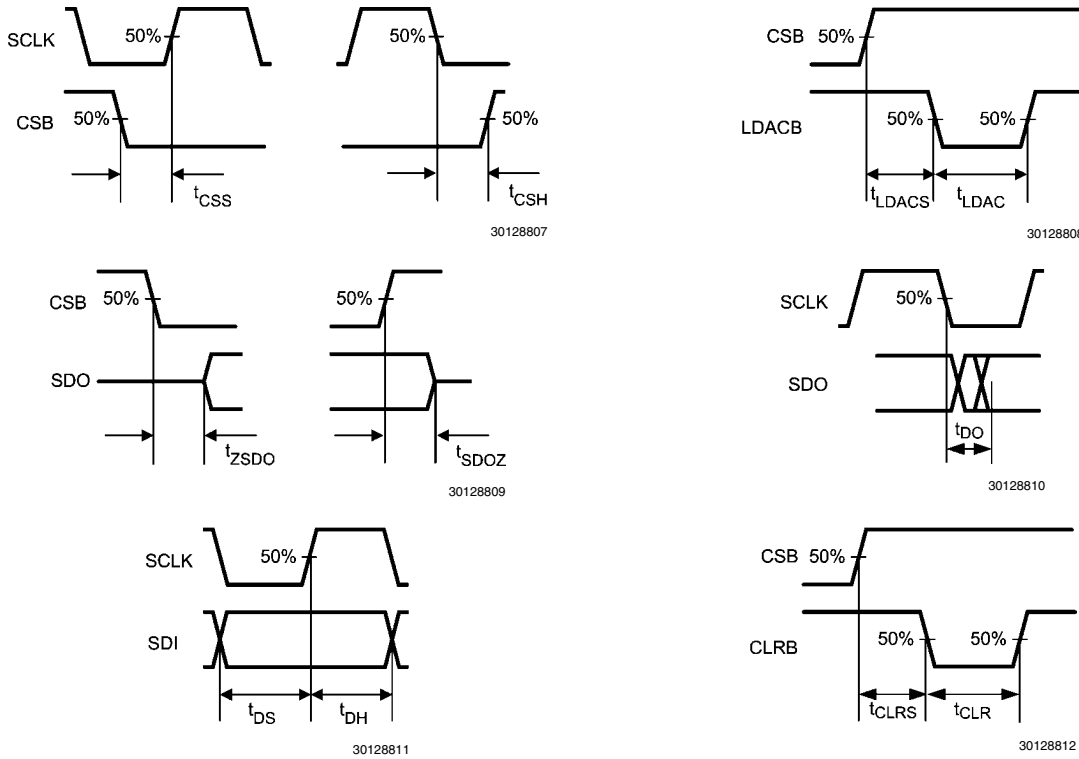 SCLK
50%
50%
CSB
50%
50%
tCSS
tCSH
30128807
CSB
50%
LDACB
50%
50%
tLDACS
tLDAC
30128808
CSB
50%
50%
SDO
tZSDO
tSDOZ
30128809
SCLK
50%
SDO
tDO
30128810
SCLK
50%
SDI
tDS
tDH
30128811
CSB
50%
CLRB
50%
50%
tCLRS
tCLR
30128812